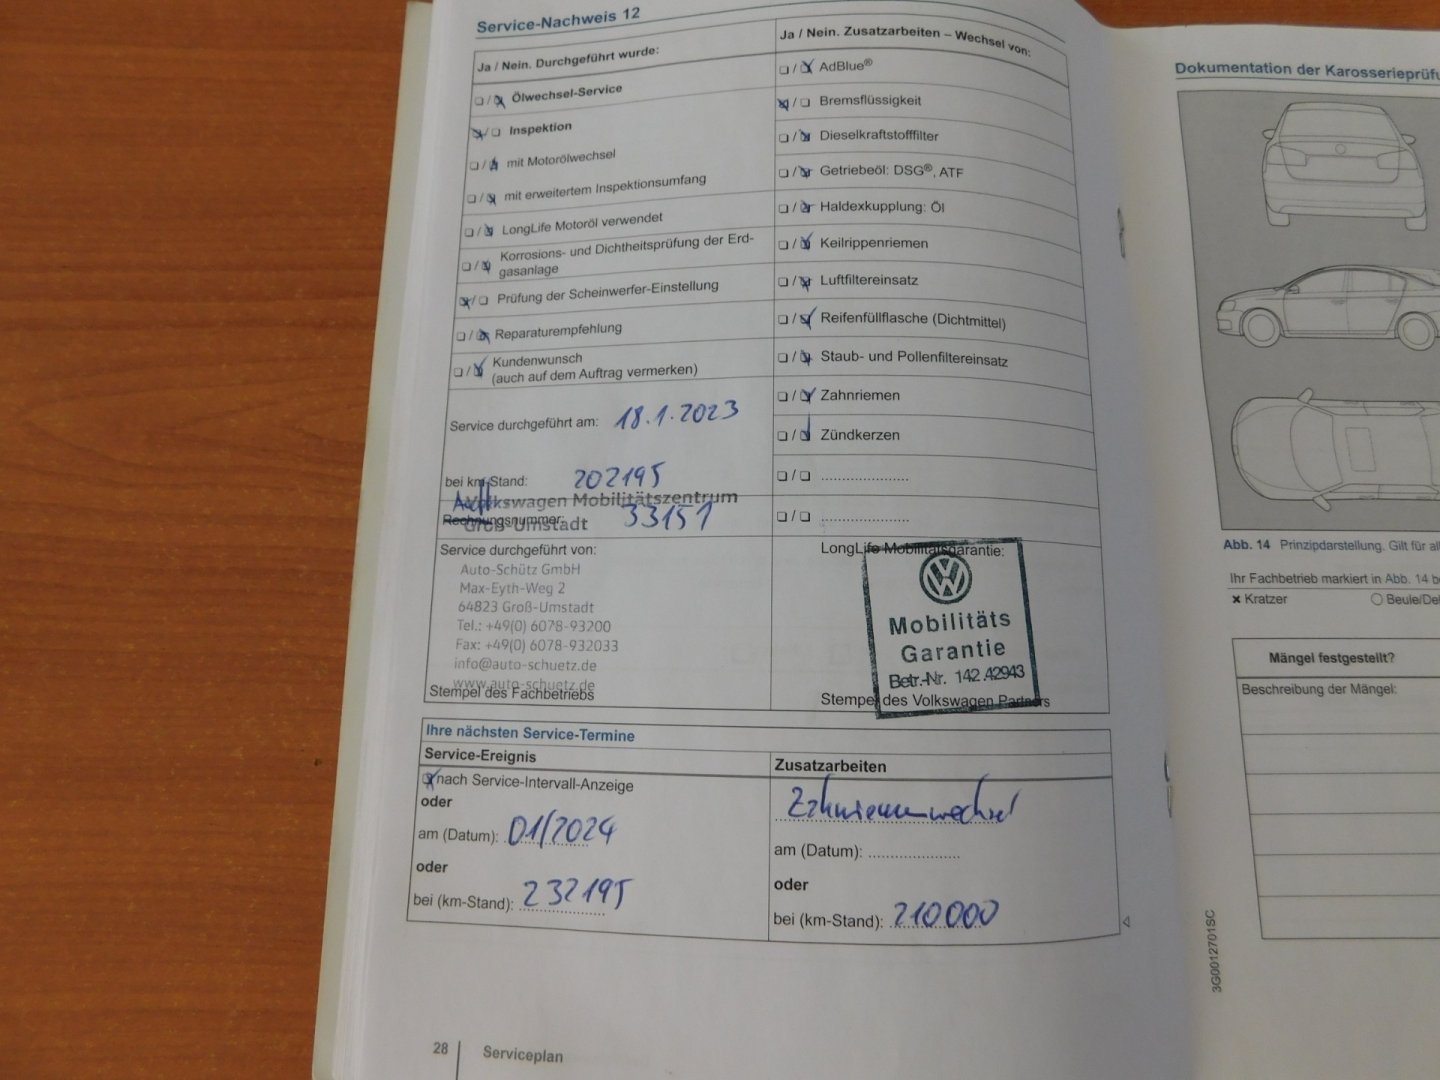 Service-Nachweis 12
Ja / Nein. Durchgeführt wurde:
☐ / ☒ Ölwechsel-Service
☒ / ☐ Inspektion
☐ / ☒ mit Motorölwechsel
☐ / ☒ mit erweitertem Inspektionsumfang
☐ / ☒ LongLife Motoröl verwendet
☐ / ☒ Korrosions- und Dichtheitsprüfung der Erd-
gasanlage
☒ / ☐ Prüfung der Scheinwerfer-Einstellung
☐ / ☒ Reparaturempfehlung
☐ / ☒ Kundenwunsch
(auch auf dem Auftrag vermerken)
Service durchgeführt am: 18.1.2023
bei km-Stand: 202195
Volkswagen Mobilitätszentrum
Rechnungsnummer: 33151
Groß-Umstadt
Service durchgeführt von:
Auto-Schütz GmbH
Max-Eyth-Weg 2
64823 Groß-Umstadt
Tel.: +49(0) 6078-93200
Fax: +49(0) 6078-932033
info@auto-schuetz.de
www.auto-schuetz.de
Stempel des Fachbetriebs
Ja / Nein. Zusatzarbeiten – Wechsel von:
☐ / ☒ AdBlue®
☒ / ☐ Bremsflüssigkeit
☐ / ☒ Dieselkraftstofffilter
☐ / ☒ Getriebeöl: DSG®, ATF
☐ / ☒ Haldexkupplung: Öl
☐ / ☒ Keilrippenriemen
☐ / ☒ Luftfiltereinsatz
☐ / ☒ Reifenfüllflasche (Dichtmittel)
☐ / ☒ Staub- und Pollenfiltereinsatz
☐ / ☒ Zahnriemen
☐ / ☒ Zündkerzen
☐ / ☐ ......................
☐ / ☐ ......................
LongLife Mobilitätsgarantie:
Mobilitäts
Garantie
Betr.-Nr. 142 42943
Stempel des Volkswagen Partners
Ihre nächsten Service-Termine
Service-Ereignis
☒ nach Service-Intervall-Anzeige
oder
am (Datum): 01/2024
oder
bei (km-Stand): 232195
Zusatzarbeiten
Zahnriemenwechsel
am (Datum): ......................
oder
bei (km-Stand): 210000
28 Serviceplan
Dokumentation der Karosserieprüfu
Abb. 14 Prinzipdarstellung. Gilt für al
Ihr Fachbetrieb markiert in Abb. 14 b
✖ Kratzer ○ Beule/Del
Mängel festgestellt?
Beschreibung der Mängel:
3G0012701SC